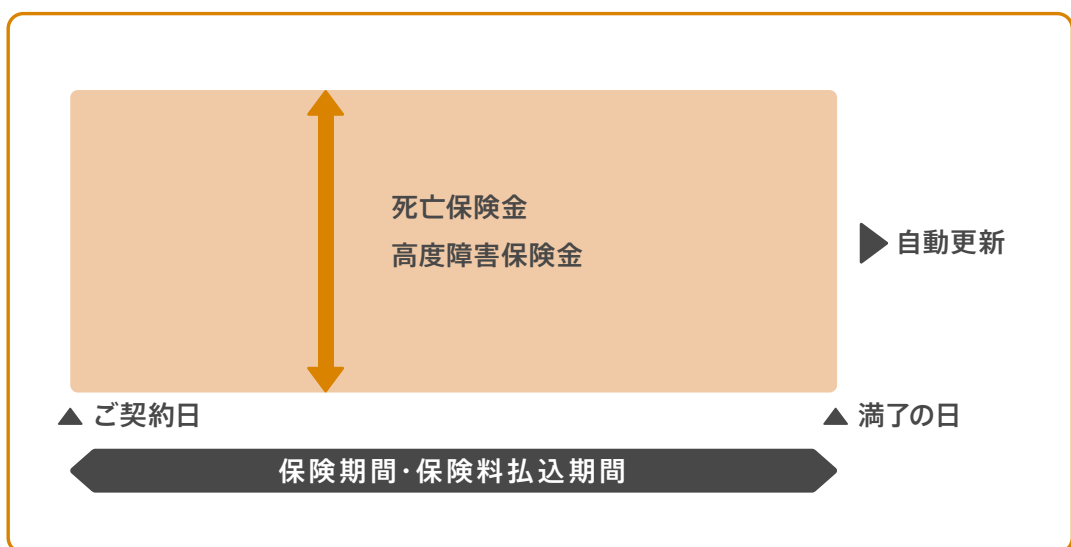 死亡保険金
高度障害保険金
自動更新
ご契約日
満了の日
保険期間・保険料払込期間